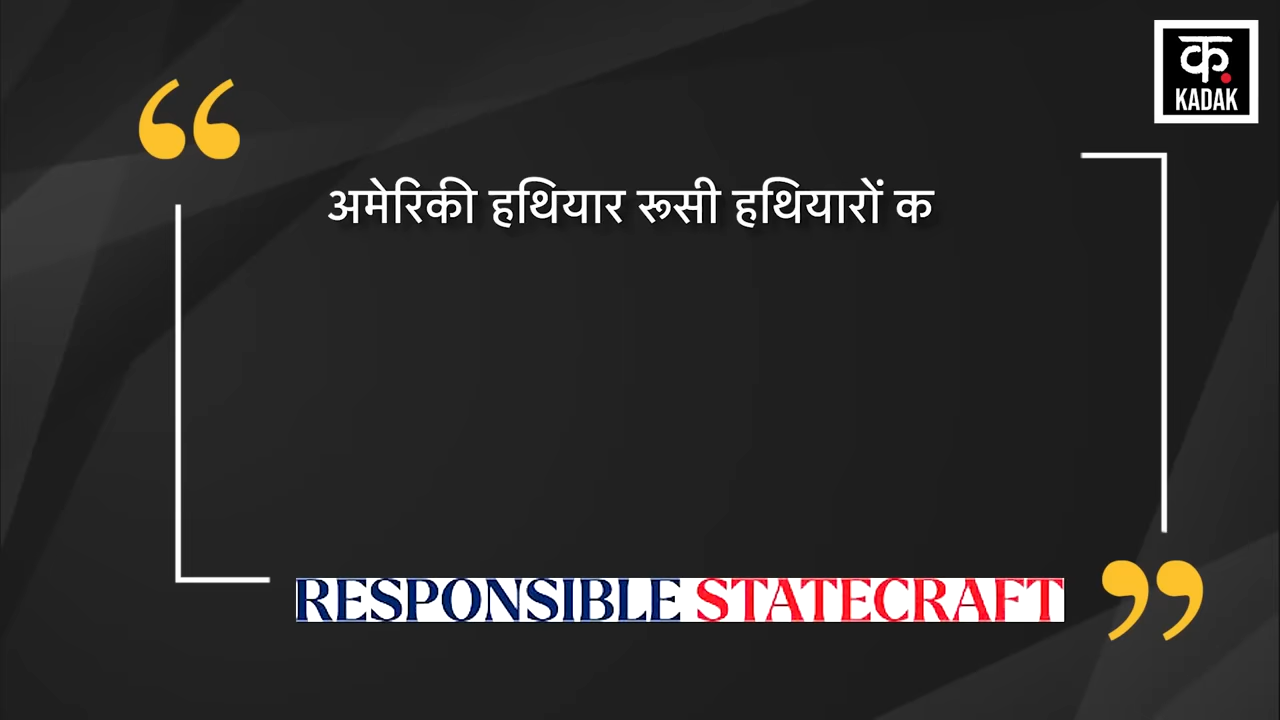 क.
KADAK
अमेरिकी हथियार रूसी हथियारों क
RESPONSIBLE STATECRAFT